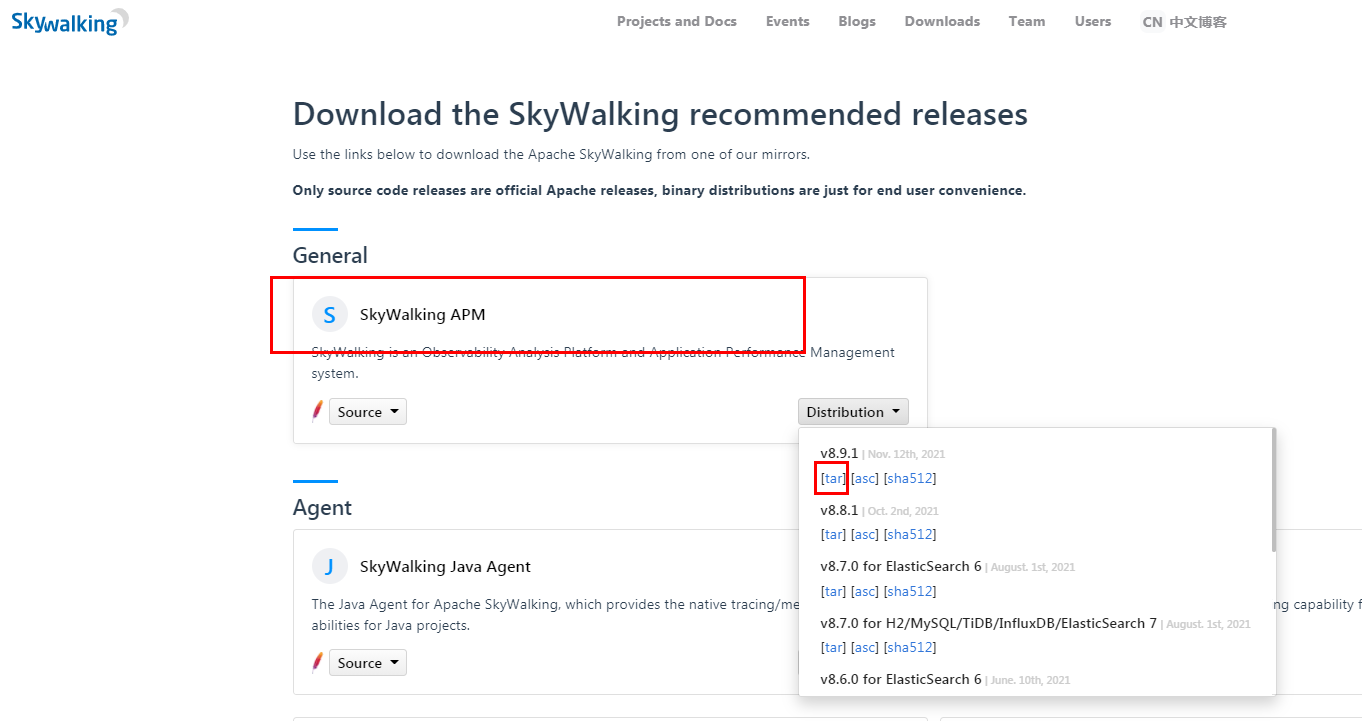 Skywalking
Projects and Docs Events Blogs Downloads Team Users CN 中文博客
Download the SkyWalking recommended releases
Use the links below to download the Apache SkyWalking from one of our mirrors.
Only source code releases are official Apache releases, binary distributions are just for end user convenience.
General
S SkyWalking APM
SkyWalking is an Observability Analysis Platform and Application Performance Management
system.
Source Distribution
v8.9.1 | Nov. 12th, 2021
[tar] [asc] [sha512]
v8.8.1 | Oct. 2nd, 2021
[tar] [asc] [sha512]
v8.7.0 for ElasticSearch 6 | August. 1st, 2021
[tar] [asc] [sha512]
v8.7.0 for H2/MySQL/TiDB/InfluxDB/ElasticSearch 7 | August. 1st, 2021
[tar] [asc] [sha512]
v8.6.0 for ElasticSearch 6 | June. 10th, 2021
Agent
J SkyWalking Java Agent
The Java Agent for Apache SkyWalking, which provides the native tracing/me ng capability f
abilities for Java projects.
Source